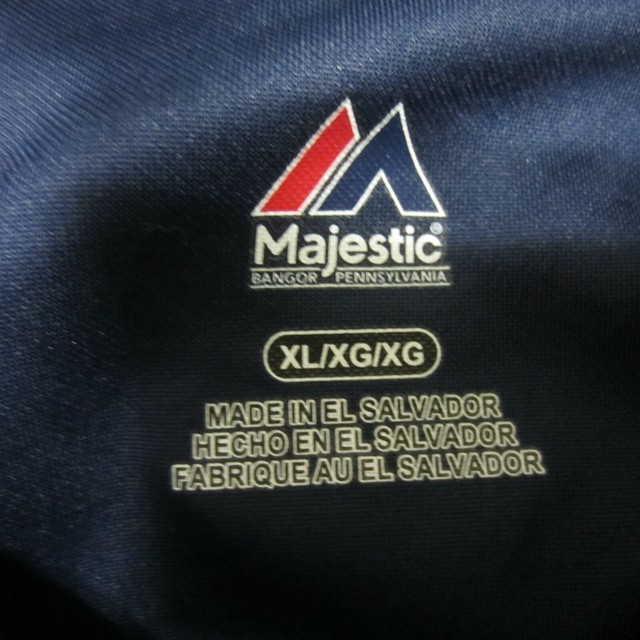 Majestic®
BANGOR PENNSYLVANIA
XL/XG/XG
MADE IN EL SALVADOR
HECHO EN EL SALVADOR
FABRIQUE AU EL SALVADOR